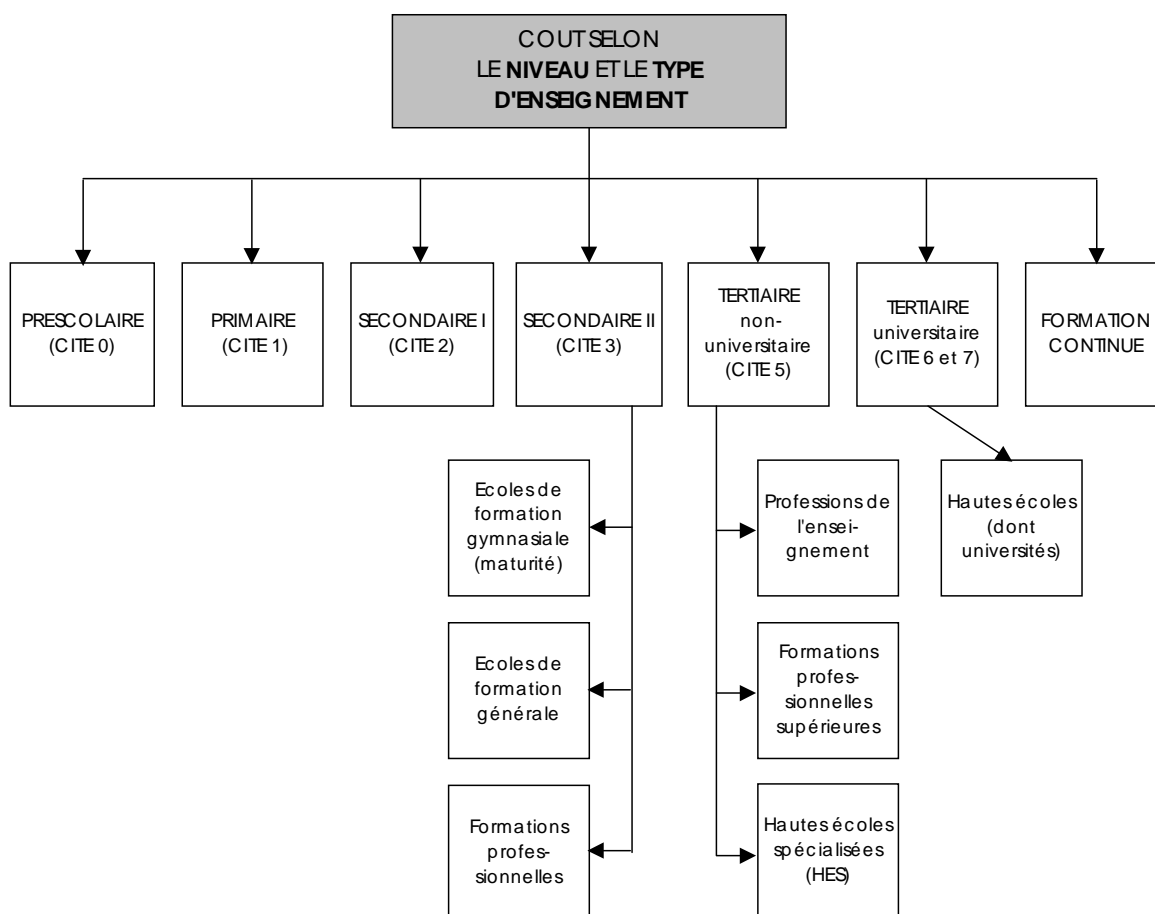 COUT SELON
LE NIVEAU ET LE TYPE
D'ENSEIGNEMENT
PRESCOLAIRE
(CITE 0)
PRIMAIRE
(CITE 1)
SECONDAIRE I
(CITE 2)
SECONDAIRE II
(CITE 3)
TERTIAIRE
non-
universitaire
(CITE 5)
TERTIAIRE
universitaire
(CITE 6 et 7)
FORMATION
CONTINUE
Ecoles de
formation
gymnasiale
(maturité)
Professions de
l'ensei-
gnement
Hautes écoles
(dont
universités)
Ecoles de
formation
générale
Formations
profes-
sionnelles
supérieures
Formations
profes-
sionnelles
Hautes écoles
spécialisées
(HES)